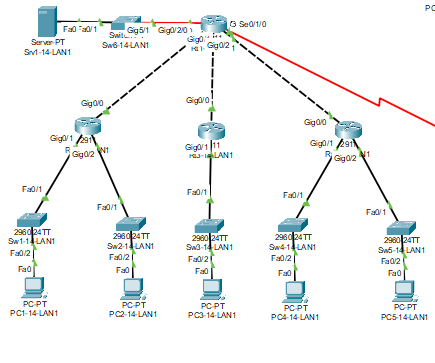 PC
Fa0
Fa0/1
Gig5/1
Gig0/2/0
G
Se0/1/0
Server-PT
Srv1-14-LAN1
Sw6-14-LAN1
Gig0/2
Gig0/0
Gig0/0
Gig0/0
Gig0/1
Gig0/2
Gig0/1
Gig0/1
Gig0/2
Fa0/1
Fa0/1
Fa0/1
Fa0/1
Fa0/1
2960-24TT
Sw1-14-LAN1
2960-24TT
Sw2-14-LAN1
2960-24TT
Sw3-14-LAN1
2960-24TT
Sw4-14-LAN1
2960-24TT
Sw5-14-LAN1
Fa0/2
Fa0/2
Fa0/2
Fa0/2
Fa0/2
Fa0
Fa0
Fa0
Fa0
Fa0
PC-PT
PC1-14-LAN1
PC-PT
PC2-14-LAN1
PC-PT
PC3-14-LAN1
PC-PT
PC4-14-LAN1
PC-PT
PC5-14-LAN1